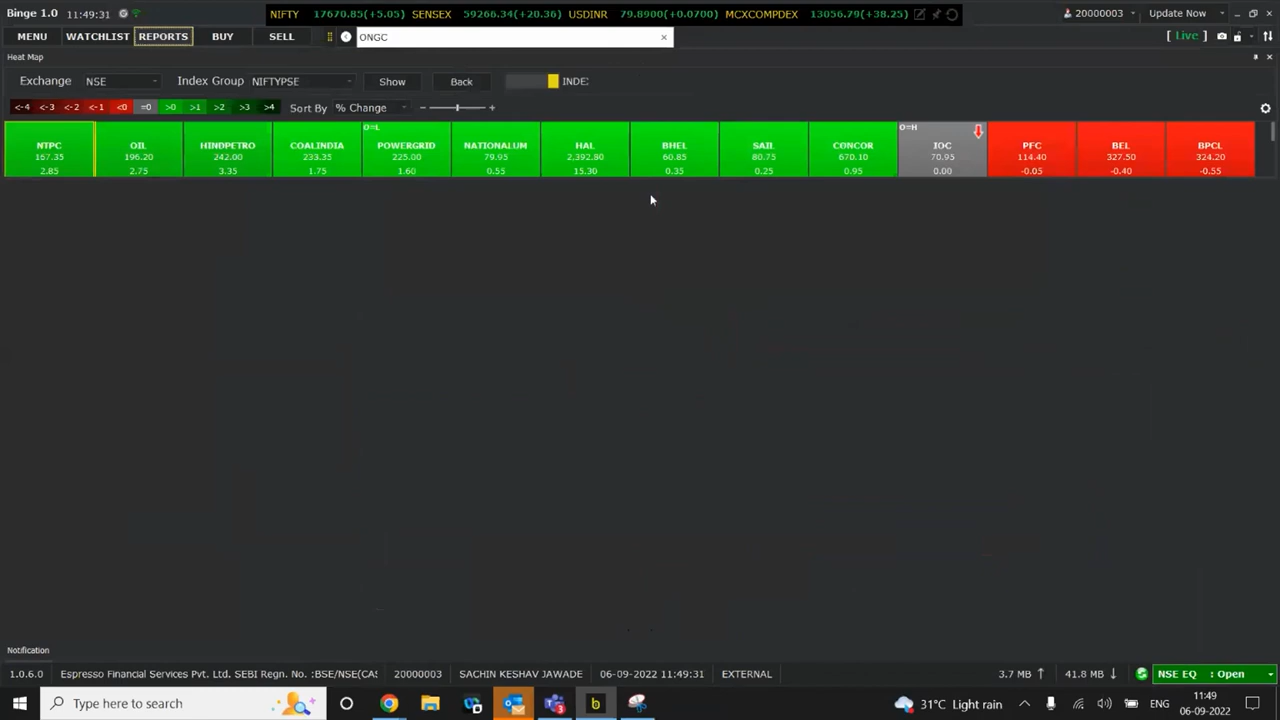 Binge 1.0 11:49:31 NIFTY 17670.85(+5.05) SENSEX 59266.34(+20.36) USDINR 79.8900(+0.0700) MCXCOMPDEX 13056.79(+38.25) 20000003 Update Now
MENU WATCHLIST REPORTS BUY SELL ONGC [ Live ]
Heat Map
Exchange NSE Index Group NIFTYPSE Show Back INDE
<-4 <-3 <-2 <-1 <0 =0 >0 >1 >2 >3 >4 Sort By % Change
O=L O=H
NTPC OIL HINDPETRO COALINDIA POWERGRID NATIONALUM HAL BHEL SAIL CONCOR IOC PFC BEL BPCL
167.35 196.20 242.00 233.35 225.00 79.95 2,392.80 60.85 80.75 670.10 70.95 114.40 327.50 324.20
2.85 2.75 3.35 1.75 1.60 0.55 15.30 0.35 0.25 0.95 0.00 -0.05 -0.40 -0.55
Notification
1.0.6.0 Espresso Financial Services Pvt. Ltd. SEBI Regn. No. :BSE/NSE(CAS 20000003 SACHIN KESHAV JAWADE 06-09-2022 11:49:31 EXTERNAL 3.7 MB 41.8 MB NSE EQ : Open
Type here to search 31°C Light rain ENG 11:49
06-09-2022